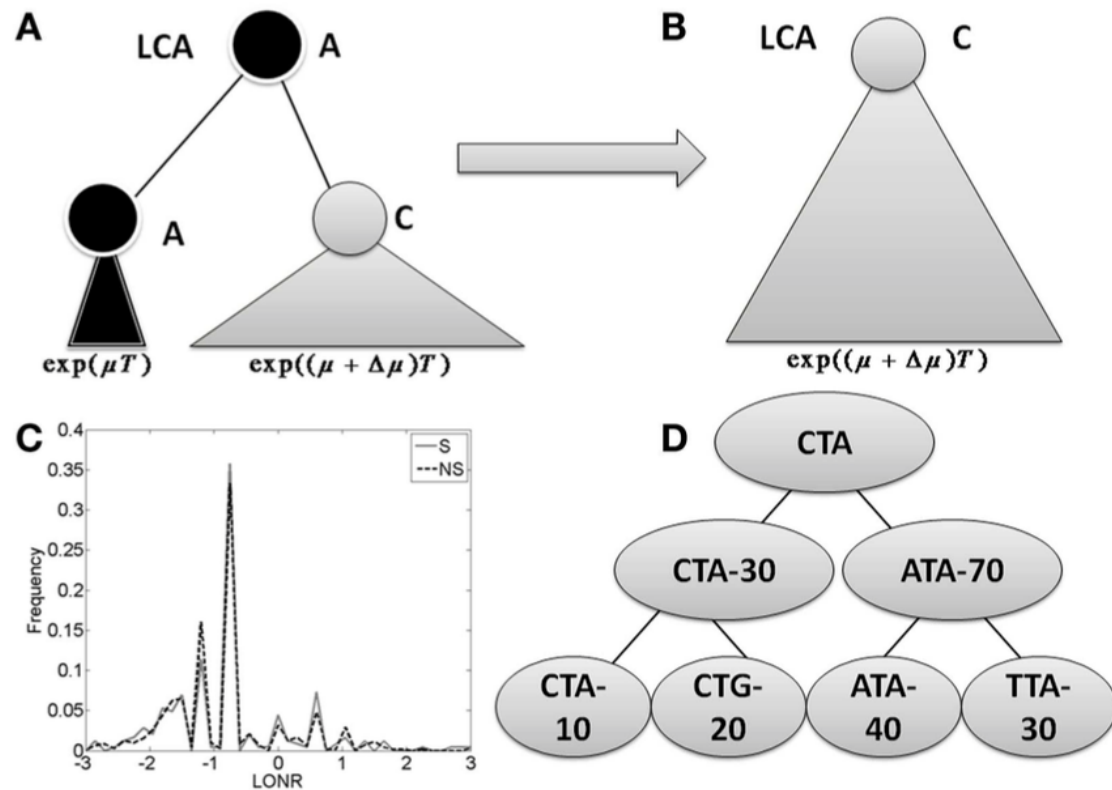 A
LCA
A
A
C
exp(μT)
exp((μ + Δμ)T)
B
LCA
C
exp((μ + Δμ)T)
C
0.4
0.35
0.3
0.25
0.2
0.15
0.1
0.05
0
Frequency
-3
-2
-1
0
1
2
3
LONR
S
NS
D
CTA
CTA-30
ATA-70
CTA-
10
CTG-
20
ATA-
40
TTA-
30